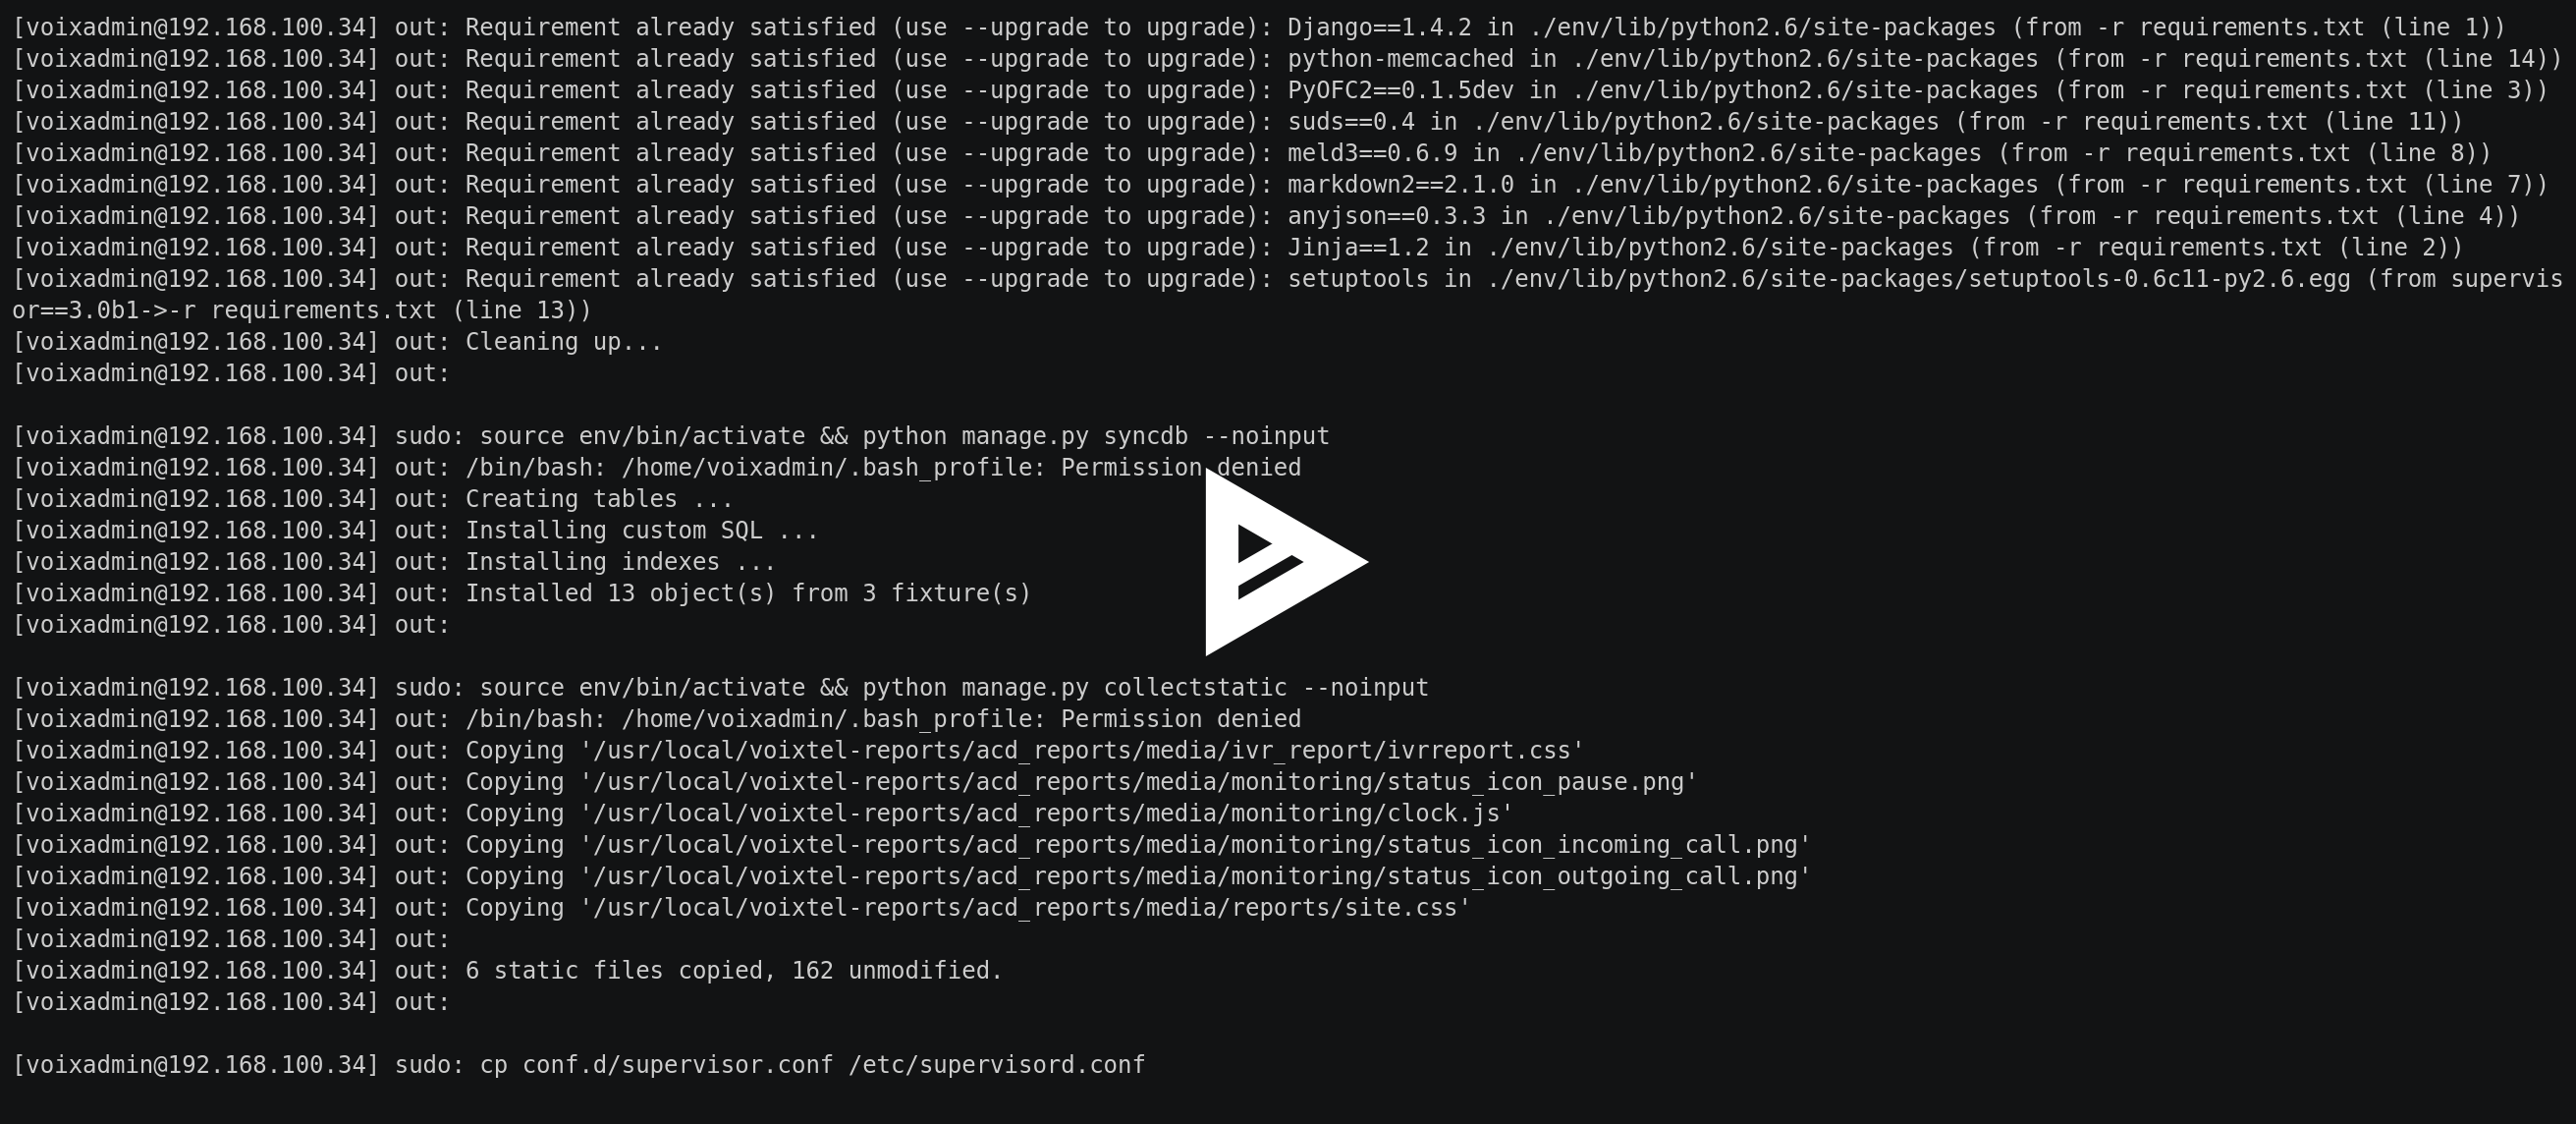 [voixadmin@192.168.100.34] out: Requirement already satisfied (use --upgrade to upgrade): Django==1.4.2 in ./env/lib/python2.6/site-packages (from -r requirements.txt (line 1))
[voixadmin@192.168.100.34] out: Requirement already satisfied (use --upgrade to upgrade): python-memcached in ./env/lib/python2.6/site-packages (from -r requirements.txt (line 14))
[voixadmin@192.168.100.34] out: Requirement already satisfied (use --upgrade to upgrade): PyOFC2==0.1.5dev in ./env/lib/python2.6/site-packages (from -r requirements.txt (line 3))
[voixadmin@192.168.100.34] out: Requirement already satisfied (use --upgrade to upgrade): suds==0.4 in ./env/lib/python2.6/site-packages (from -r requirements.txt (line 11))
[voixadmin@192.168.100.34] out: Requirement already satisfied (use --upgrade to upgrade): meld3==0.6.9 in ./env/lib/python2.6/site-packages (from -r requirements.txt (line 8))
[voixadmin@192.168.100.34] out: Requirement already satisfied (use --upgrade to upgrade): markdown2==2.1.0 in ./env/lib/python2.6/site-packages (from -r requirements.txt (line 7))
[voixadmin@192.168.100.34] out: Requirement already satisfied (use --upgrade to upgrade): anyjson==0.3.3 in ./env/lib/python2.6/site-packages (from -r requirements.txt (line 4))
[voixadmin@192.168.100.34] out: Requirement already satisfied (use --upgrade to upgrade): Jinja==1.2 in ./env/lib/python2.6/site-packages (from -r requirements.txt (line 2))
[voixadmin@192.168.100.34] out: Requirement already satisfied (use --upgrade to upgrade): setuptools in ./env/lib/python2.6/site-packages/setuptools-0.6c11-py2.6.egg (from supervis
or==3.0b1->-r requirements.txt (line 13))
[voixadmin@192.168.100.34] out: Cleaning up...
[voixadmin@192.168.100.34] out:
[voixadmin@192.168.100.34] sudo: source env/bin/activate && python manage.py syncdb --noinput
[voixadmin@192.168.100.34] out: /bin/bash: /home/voixadmin/.bash_profile: Permission denied
[voixadmin@192.168.100.34] out: Creating tables ...
[voixadmin@192.168.100.34] out: Installing custom SQL ...
[voixadmin@192.168.100.34] out: Installing indexes ...
[voixadmin@192.168.100.34] out: Installed 13 object(s) from 3 fixture(s)
[voixadmin@192.168.100.34] out:
[voixadmin@192.168.100.34] sudo: source env/bin/activate && python manage.py collectstatic --noinput
[voixadmin@192.168.100.34] out: /bin/bash: /home/voixadmin/.bash_profile: Permission denied
[voixadmin@192.168.100.34] out: Copying '/usr/local/voixtel-reports/acd_reports/media/ivr_report/ivrreport.css'
[voixadmin@192.168.100.34] out: Copying '/usr/local/voixtel-reports/acd_reports/media/monitoring/status_icon_pause.png'
[voixadmin@192.168.100.34] out: Copying '/usr/local/voixtel-reports/acd_reports/media/monitoring/clock.js'
[voixadmin@192.168.100.34] out: Copying '/usr/local/voixtel-reports/acd_reports/media/monitoring/status_icon_incoming_call.png'
[voixadmin@192.168.100.34] out: Copying '/usr/local/voixtel-reports/acd_reports/media/monitoring/status_icon_outgoing_call.png'
[voixadmin@192.168.100.34] out: Copying '/usr/local/voixtel-reports/acd_reports/media/reports/site.css'
[voixadmin@192.168.100.34] out:
[voixadmin@192.168.100.34] out: 6 static files copied, 162 unmodified.
[voixadmin@192.168.100.34] out:
[voixadmin@192.168.100.34] sudo: cp conf.d/supervisor.conf /etc/supervisord.conf